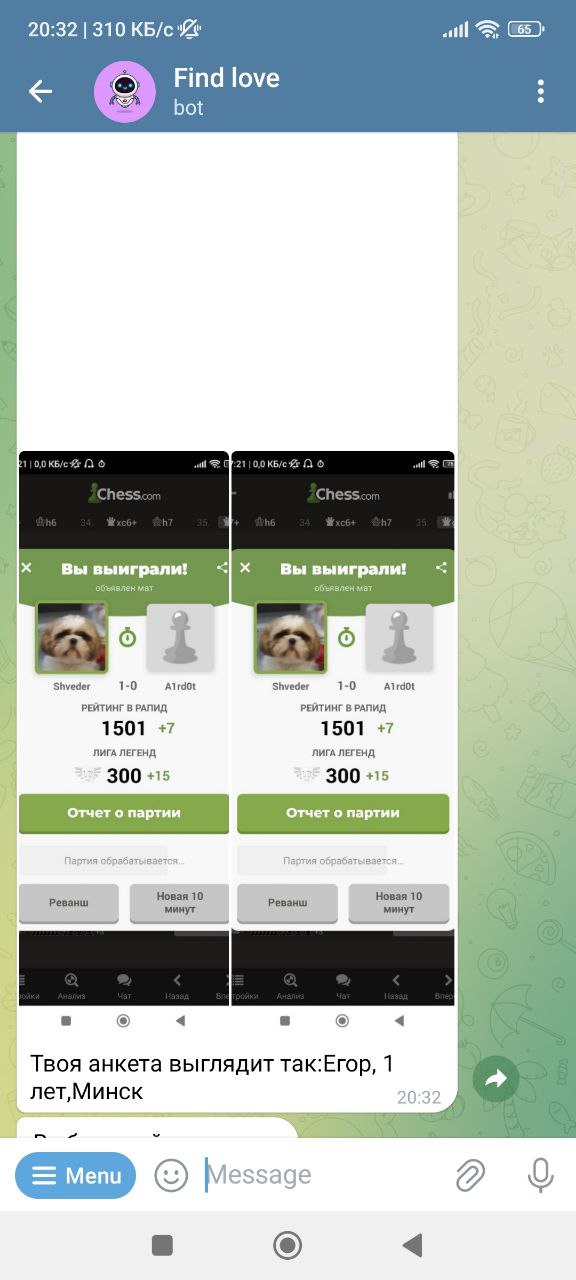 20:32 | 310 КБ/с
65
Find love
bot
21 | 0,0 КБ/с
:21 | 0,0 КБ/с
Chess.com
Chess.com
h6 34. xc6+ h7 35.
h6 34. xc6+ h7 35.
Вы выиграли!
Вы выиграли!
объявлен мат
объявлен мат
Shveder 1-0 A1rd0t
Shveder 1-0 A1rd0t
РЕЙТИНГ В РАПИД
РЕЙТИНГ В РАПИД
1501 +7
1501 +7
ЛИГА ЛЕГЕНД
ЛИГА ЛЕГЕНД
300 +15
300 +15
Отчет о партии
Отчет о партии
Партия обрабатывается...
Партия обрабатывается...
Реванш
Новая 10
минут
Реванш
Новая 10
минут
ройки Анализ Чат Назад Впе
тройки Анализ Чат Назад Впер
Твоя анкета выглядит так:Егор, 1
лет,Минск
20:32
Menu
Message